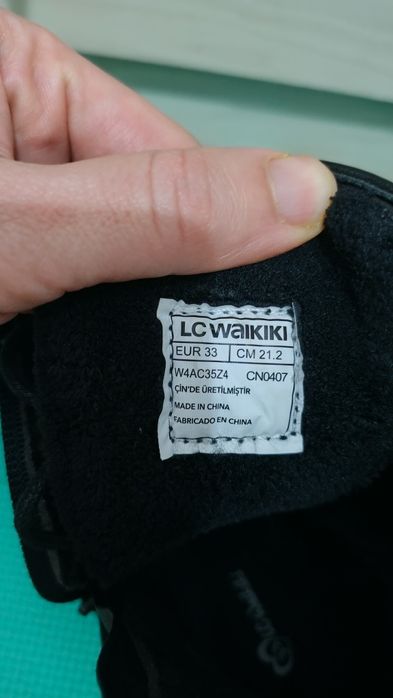 LC WAIKIKI
EUR 33 CM 21.2
W4AC35Z4 CN0407
ÇİN'DE ÜRETİLMİŞTİR
MADE IN CHINA
FABRICADO EN CHINA